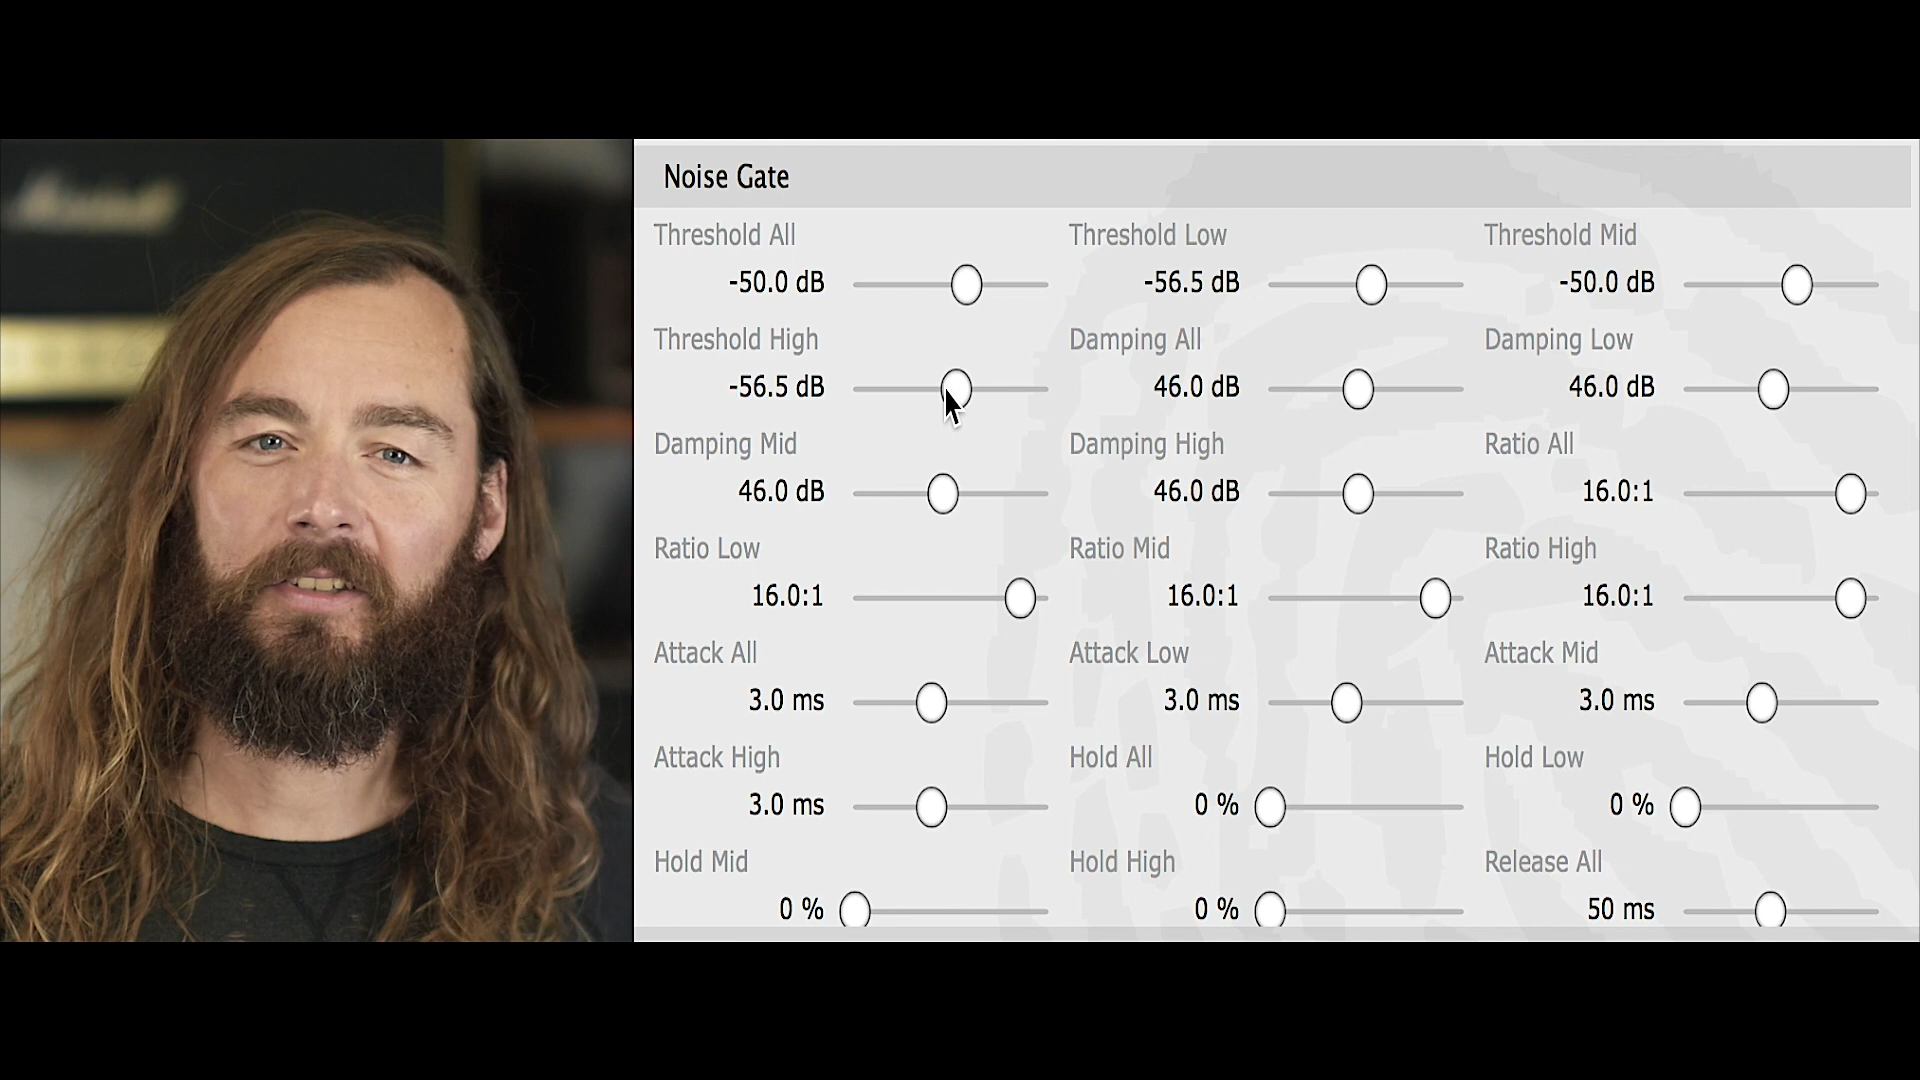 Marshall
Noise Gate
Threshold All
Threshold Low
Threshold Mid
-50.0 dB
-56.5 dB
-50.0 dB
Threshold High
Damping All
Damping Low
-56.5 dB
46.0 dB
46.0 dB
Damping Mid
Damping High
Ratio All
46.0 dB
46.0 dB
16.0:1
Ratio Low
Ratio Mid
Ratio High
16.0:1
16.0:1
16.0:1
Attack All
Attack Low
Attack Mid
3.0 ms
3.0 ms
3.0 ms
Attack High
Hold All
Hold Low
3.0 ms
0 %
0 %
Hold Mid
Hold High
Release All
0 %
0 %
50 ms